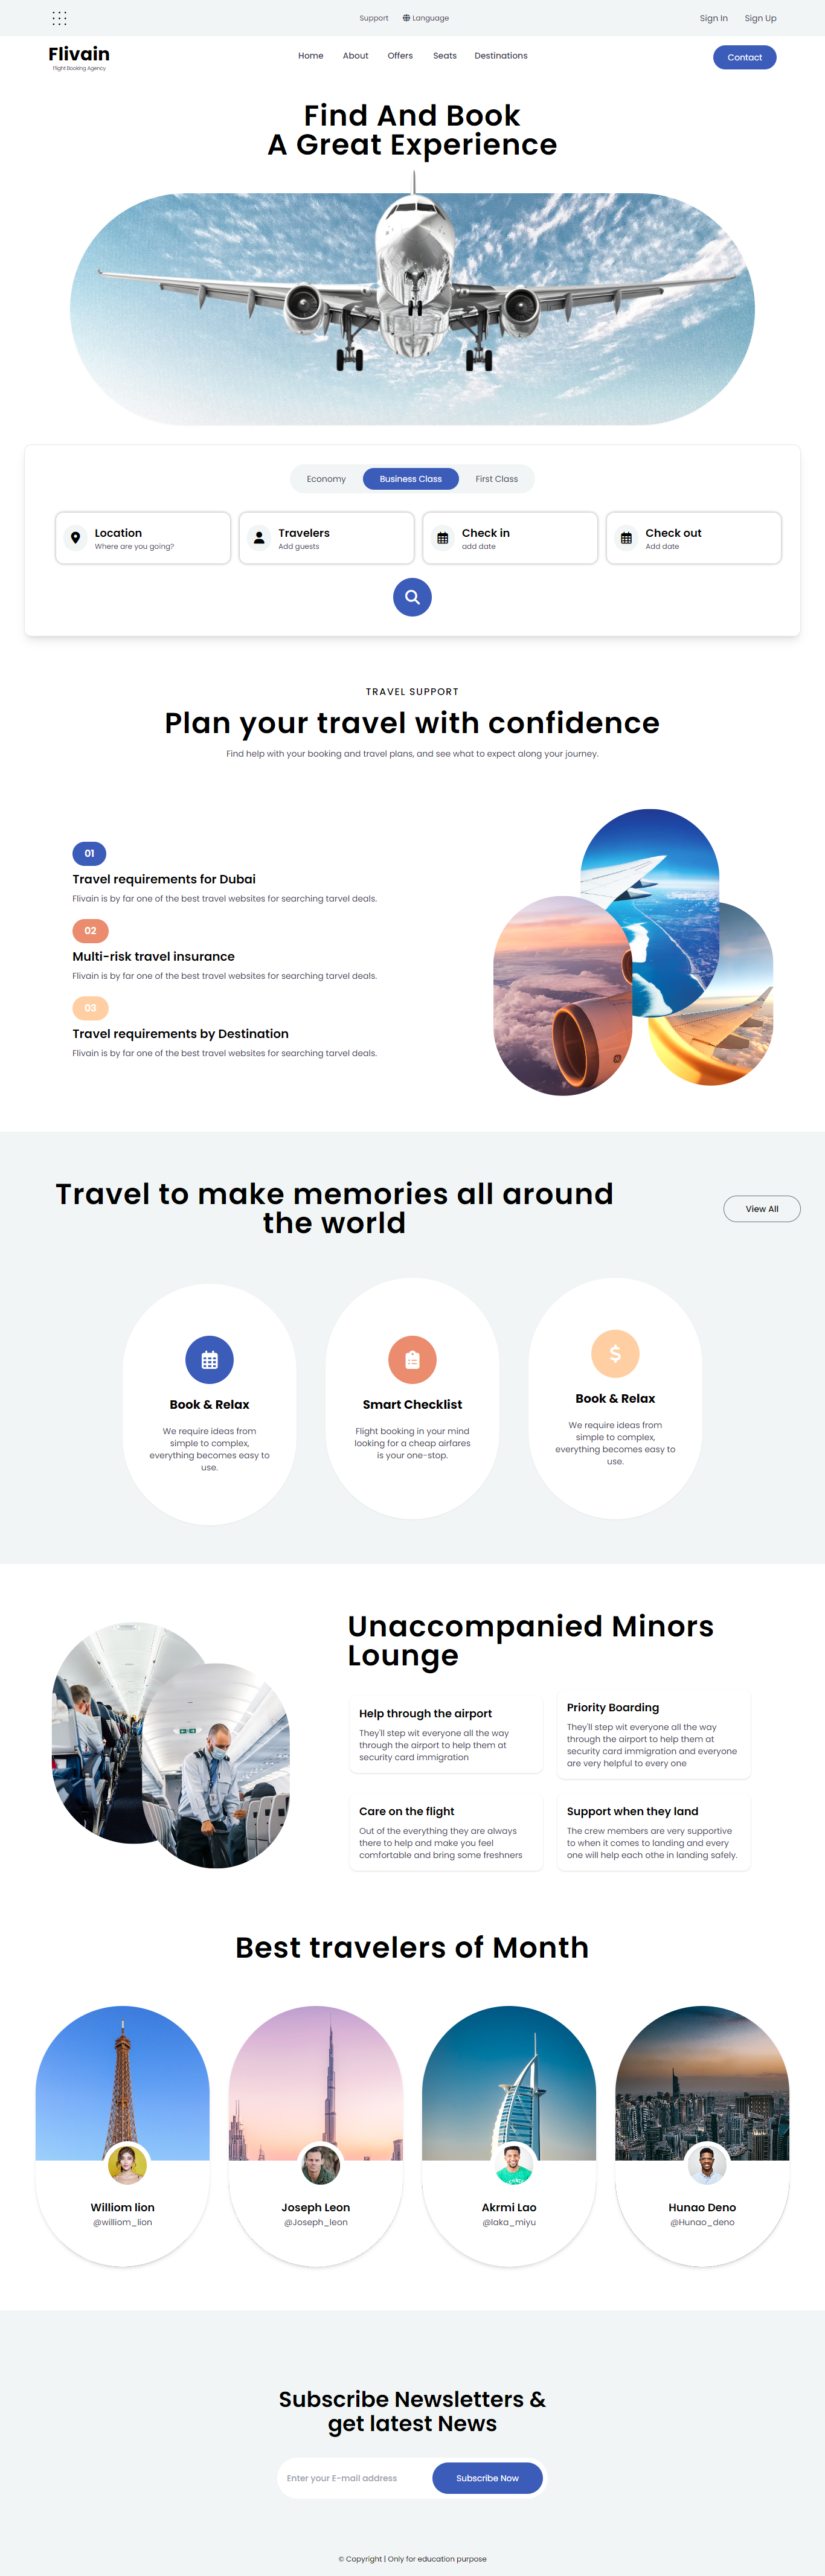 Support Language
Sign In Sign Up
Flivain
Flight Booking Agency
Home About Offers Seats Destinations
Contact
Find And Book
A Great Experience
Economy Business Class First Class
Location
Where are you going?
Travelers
Add guests
Check in
add date
Check out
Add date
TRAVEL SUPPORT
Plan your travel with confidence
Find help with your booking and travel plans, and see what to expect along your journey.
01
Travel requirements for Dubai
Flivain is by far one of the best travel websites for searching tarvel deals.
02
Multi-risk travel insurance
Flivain is by far one of the best travel websites for searching tarvel deals.
03
Travel requirements by Destination
Flivain is by far one of the best travel websites for searching tarvel deals.
Travel to make memories all around
the world
View All
Book & Relax
We require ideas from
simple to complex,
everything becomes easy to
use.
Smart Checklist
Flight booking in your mind
looking for a cheap airfares
is your one-stop.
$
Book & Relax
We require ideas from
simple to complex,
everything becomes easy to
use.
Unaccompanied Minors
Lounge
Help through the airport
They'll step wit everyone all the way
through the airport to help them at
security card immigration
Priority Boarding
They'll step wit everyone all the way
through the airport to help them at
security card immigration and everyone
are very helpful to every one
Care on the flight
Out of the everything they are always
there to help and make you feel
comfortable and bring some freshners
Support when they land
The crew members are very supportive
to when it comes to landing and every
one will help each othe in landing safely.
Best travelers of Month
Williom lion
@williom_lion
Joseph Leon
@Joseph_leon
Akrmi Lao
@laka_miyu
Hunao Deno
@Hunao_deno
Subscribe Newsletters &
get latest News
Enter your E-mail address
Subscribe Now
© Copyright | Only for education purpose